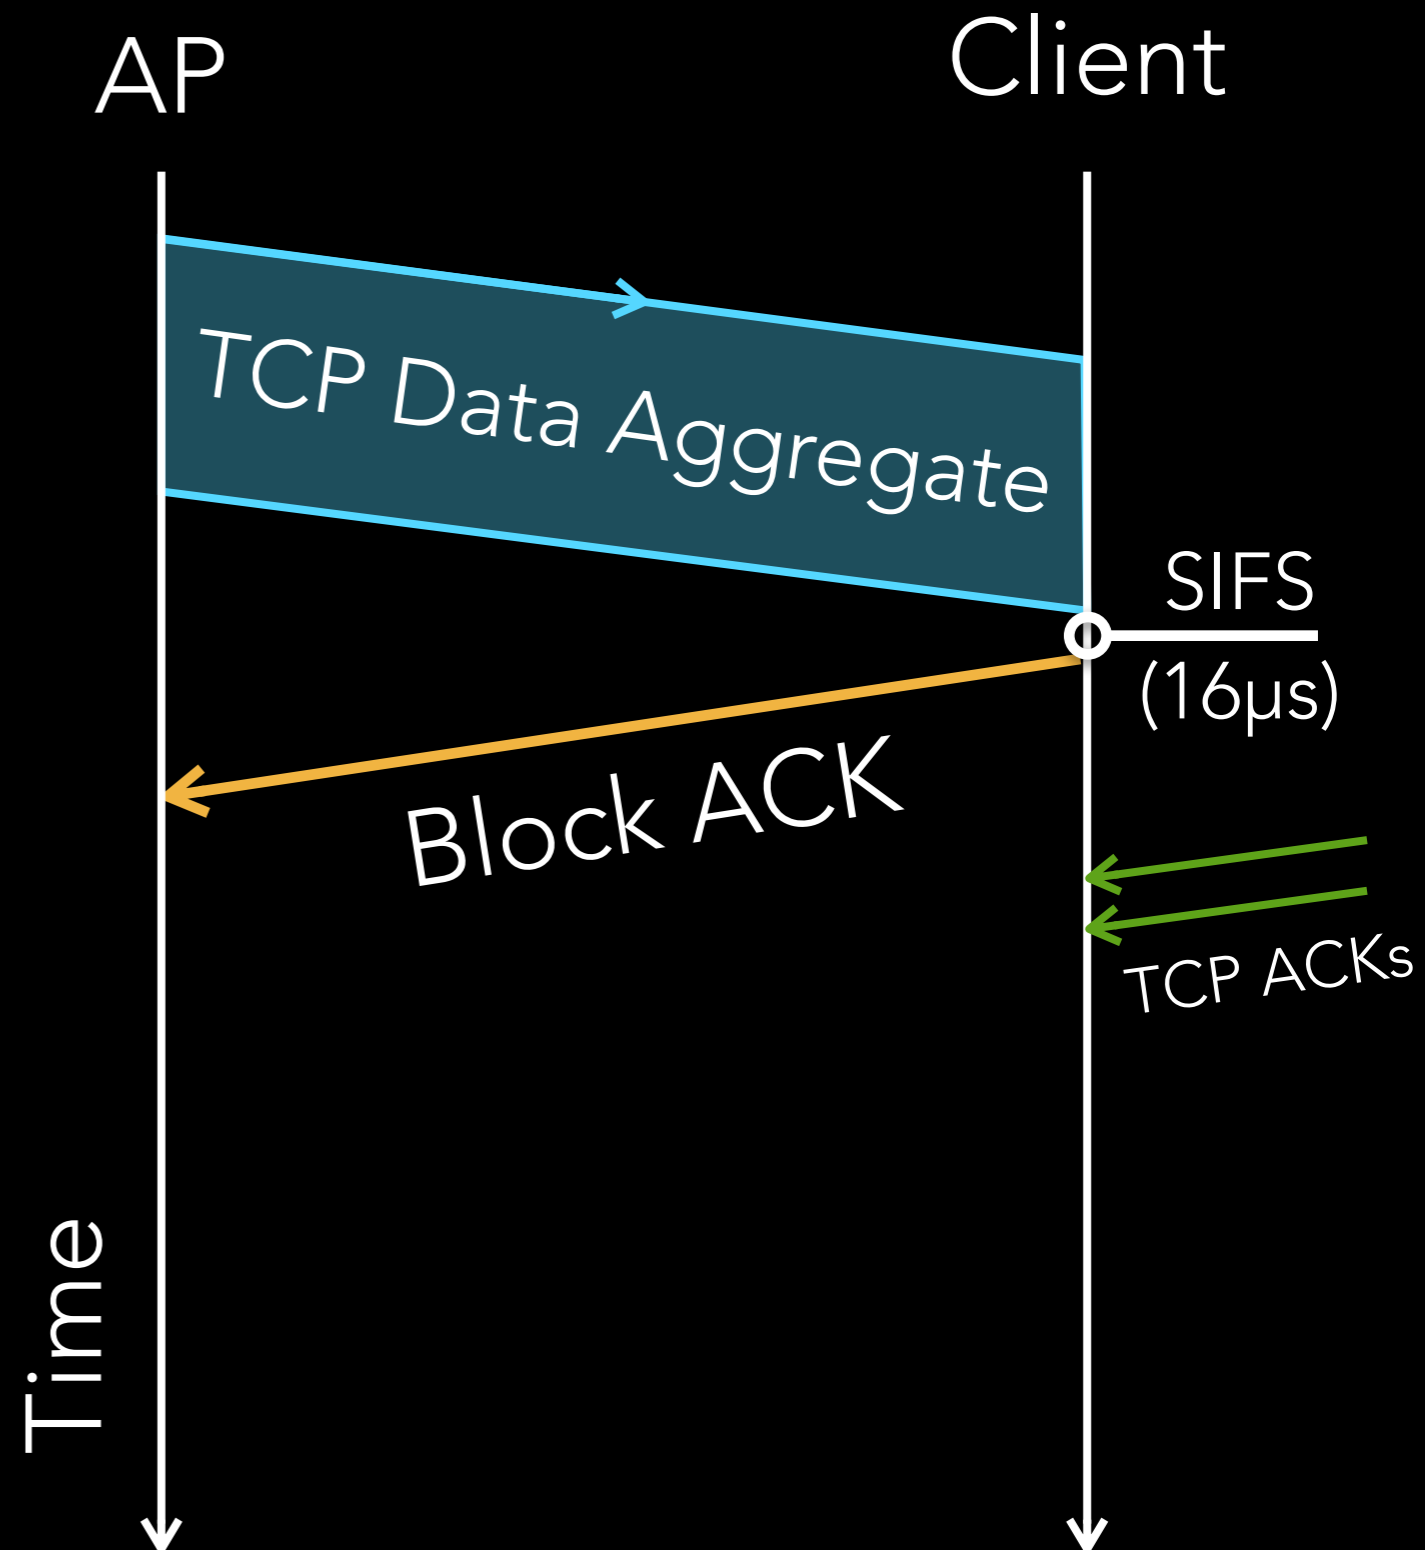 AP
Client
TCP Data Aggregate
SIFS
(16µs)
Block ACK
TCP ACKs
Time